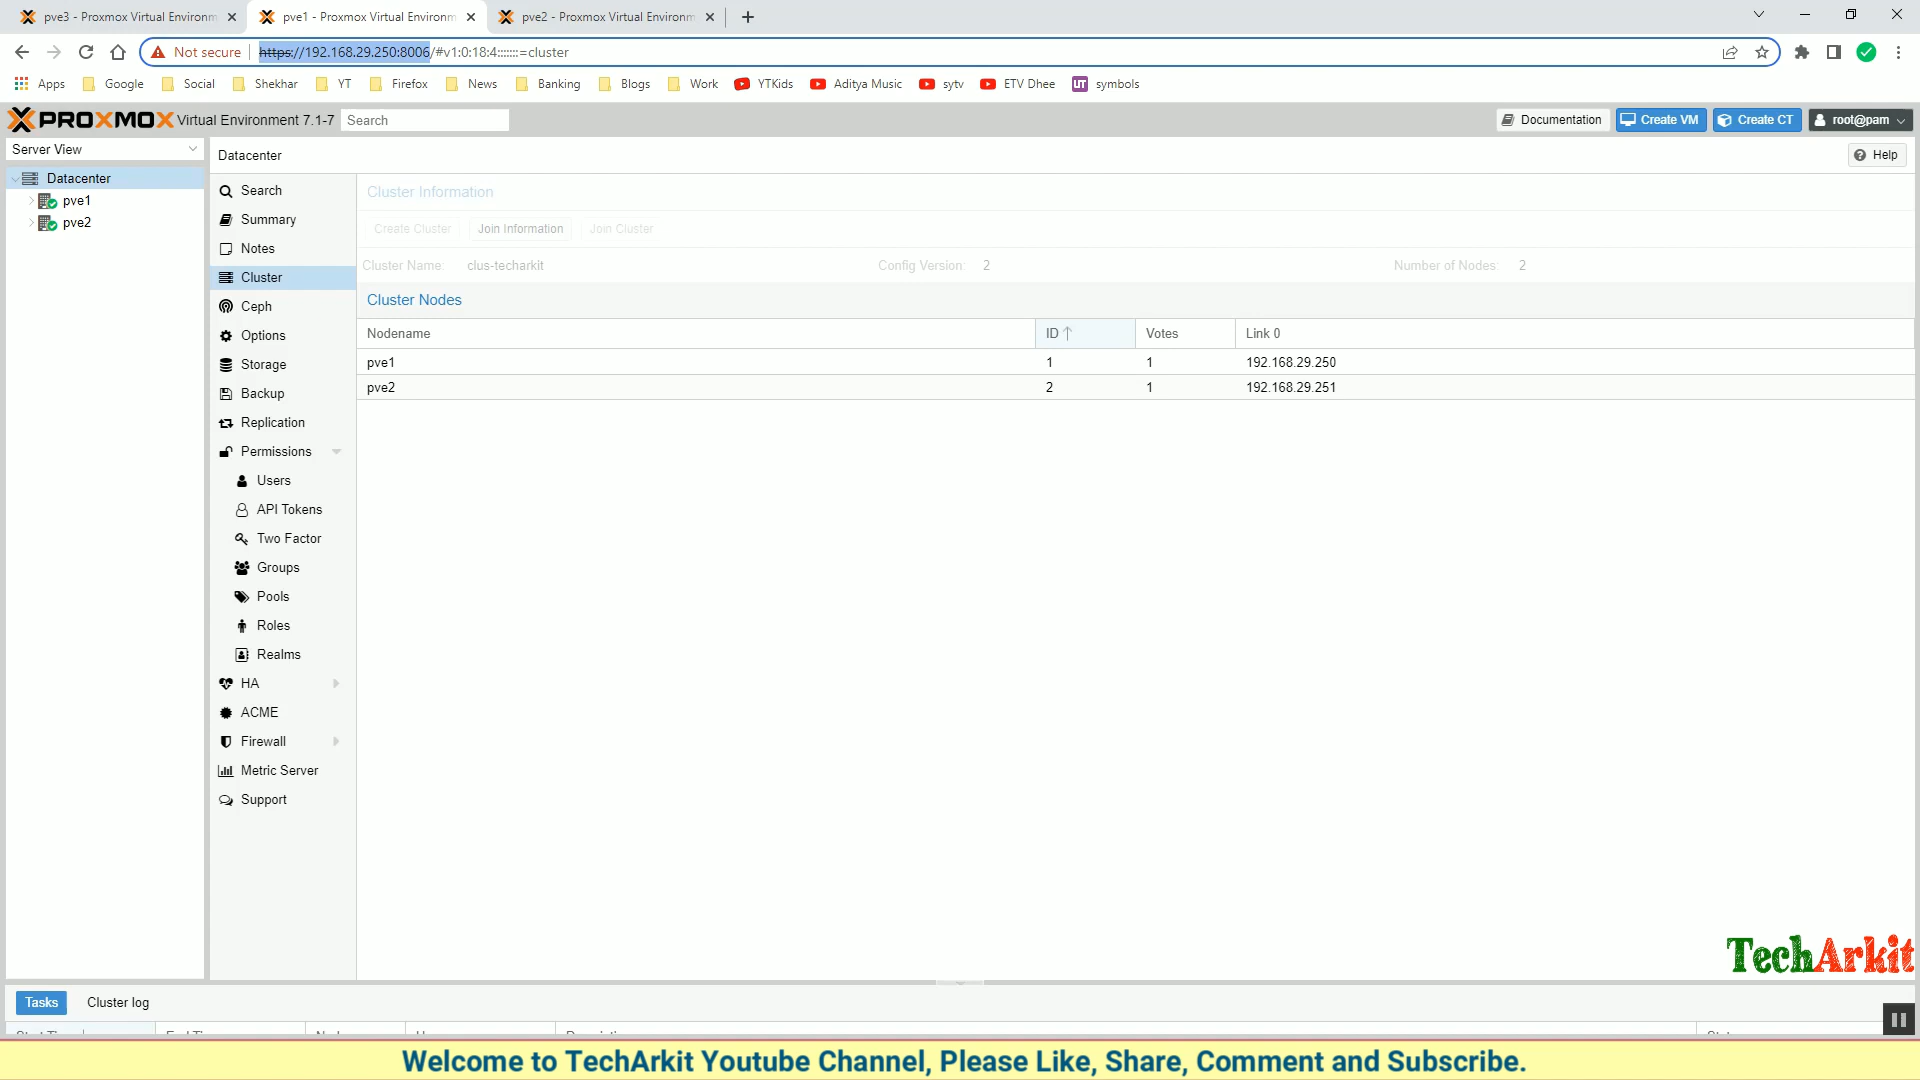 pve3 - Proxmox Virtual Environm
pve1 - Proxmox Virtual Environm
pve2 - Proxmox Virtual Environm
Not secure https://192.168.29.250:8006/#v1:0:18:4:::::::=cluster
Apps Google Social Shekhar YT Firefox News Banking Blogs Work YTKids Aditya Music sytv ETV Dhee UT symbols
PROXMOX Virtual Environment 7.1-7 Search Documentation Create VM Create CT root@pam
Server View
Datacenter
pve1
pve2
Datacenter Help
Search
Summary
Notes
Cluster
Ceph
Options
Storage
Backup
Replication
Permissions
Users
API Tokens
Two Factor
Groups
Pools
Roles
Realms
HA
ACME
Firewall
Metric Server
Support
Cluster Information
Create Cluster Join Information Join Cluster
Cluster Name: clus-techarkit Config Version: 2 Number of Nodes: 2
Cluster Nodes
Nodename ID Votes Link 0
pve1 1 1 192.168.29.250
pve2 2 1 192.168.29.251
TechArkit
Tasks Cluster log
Welcome to TechArkit Youtube Channel, Please Like, Share, Comment and Subscribe.